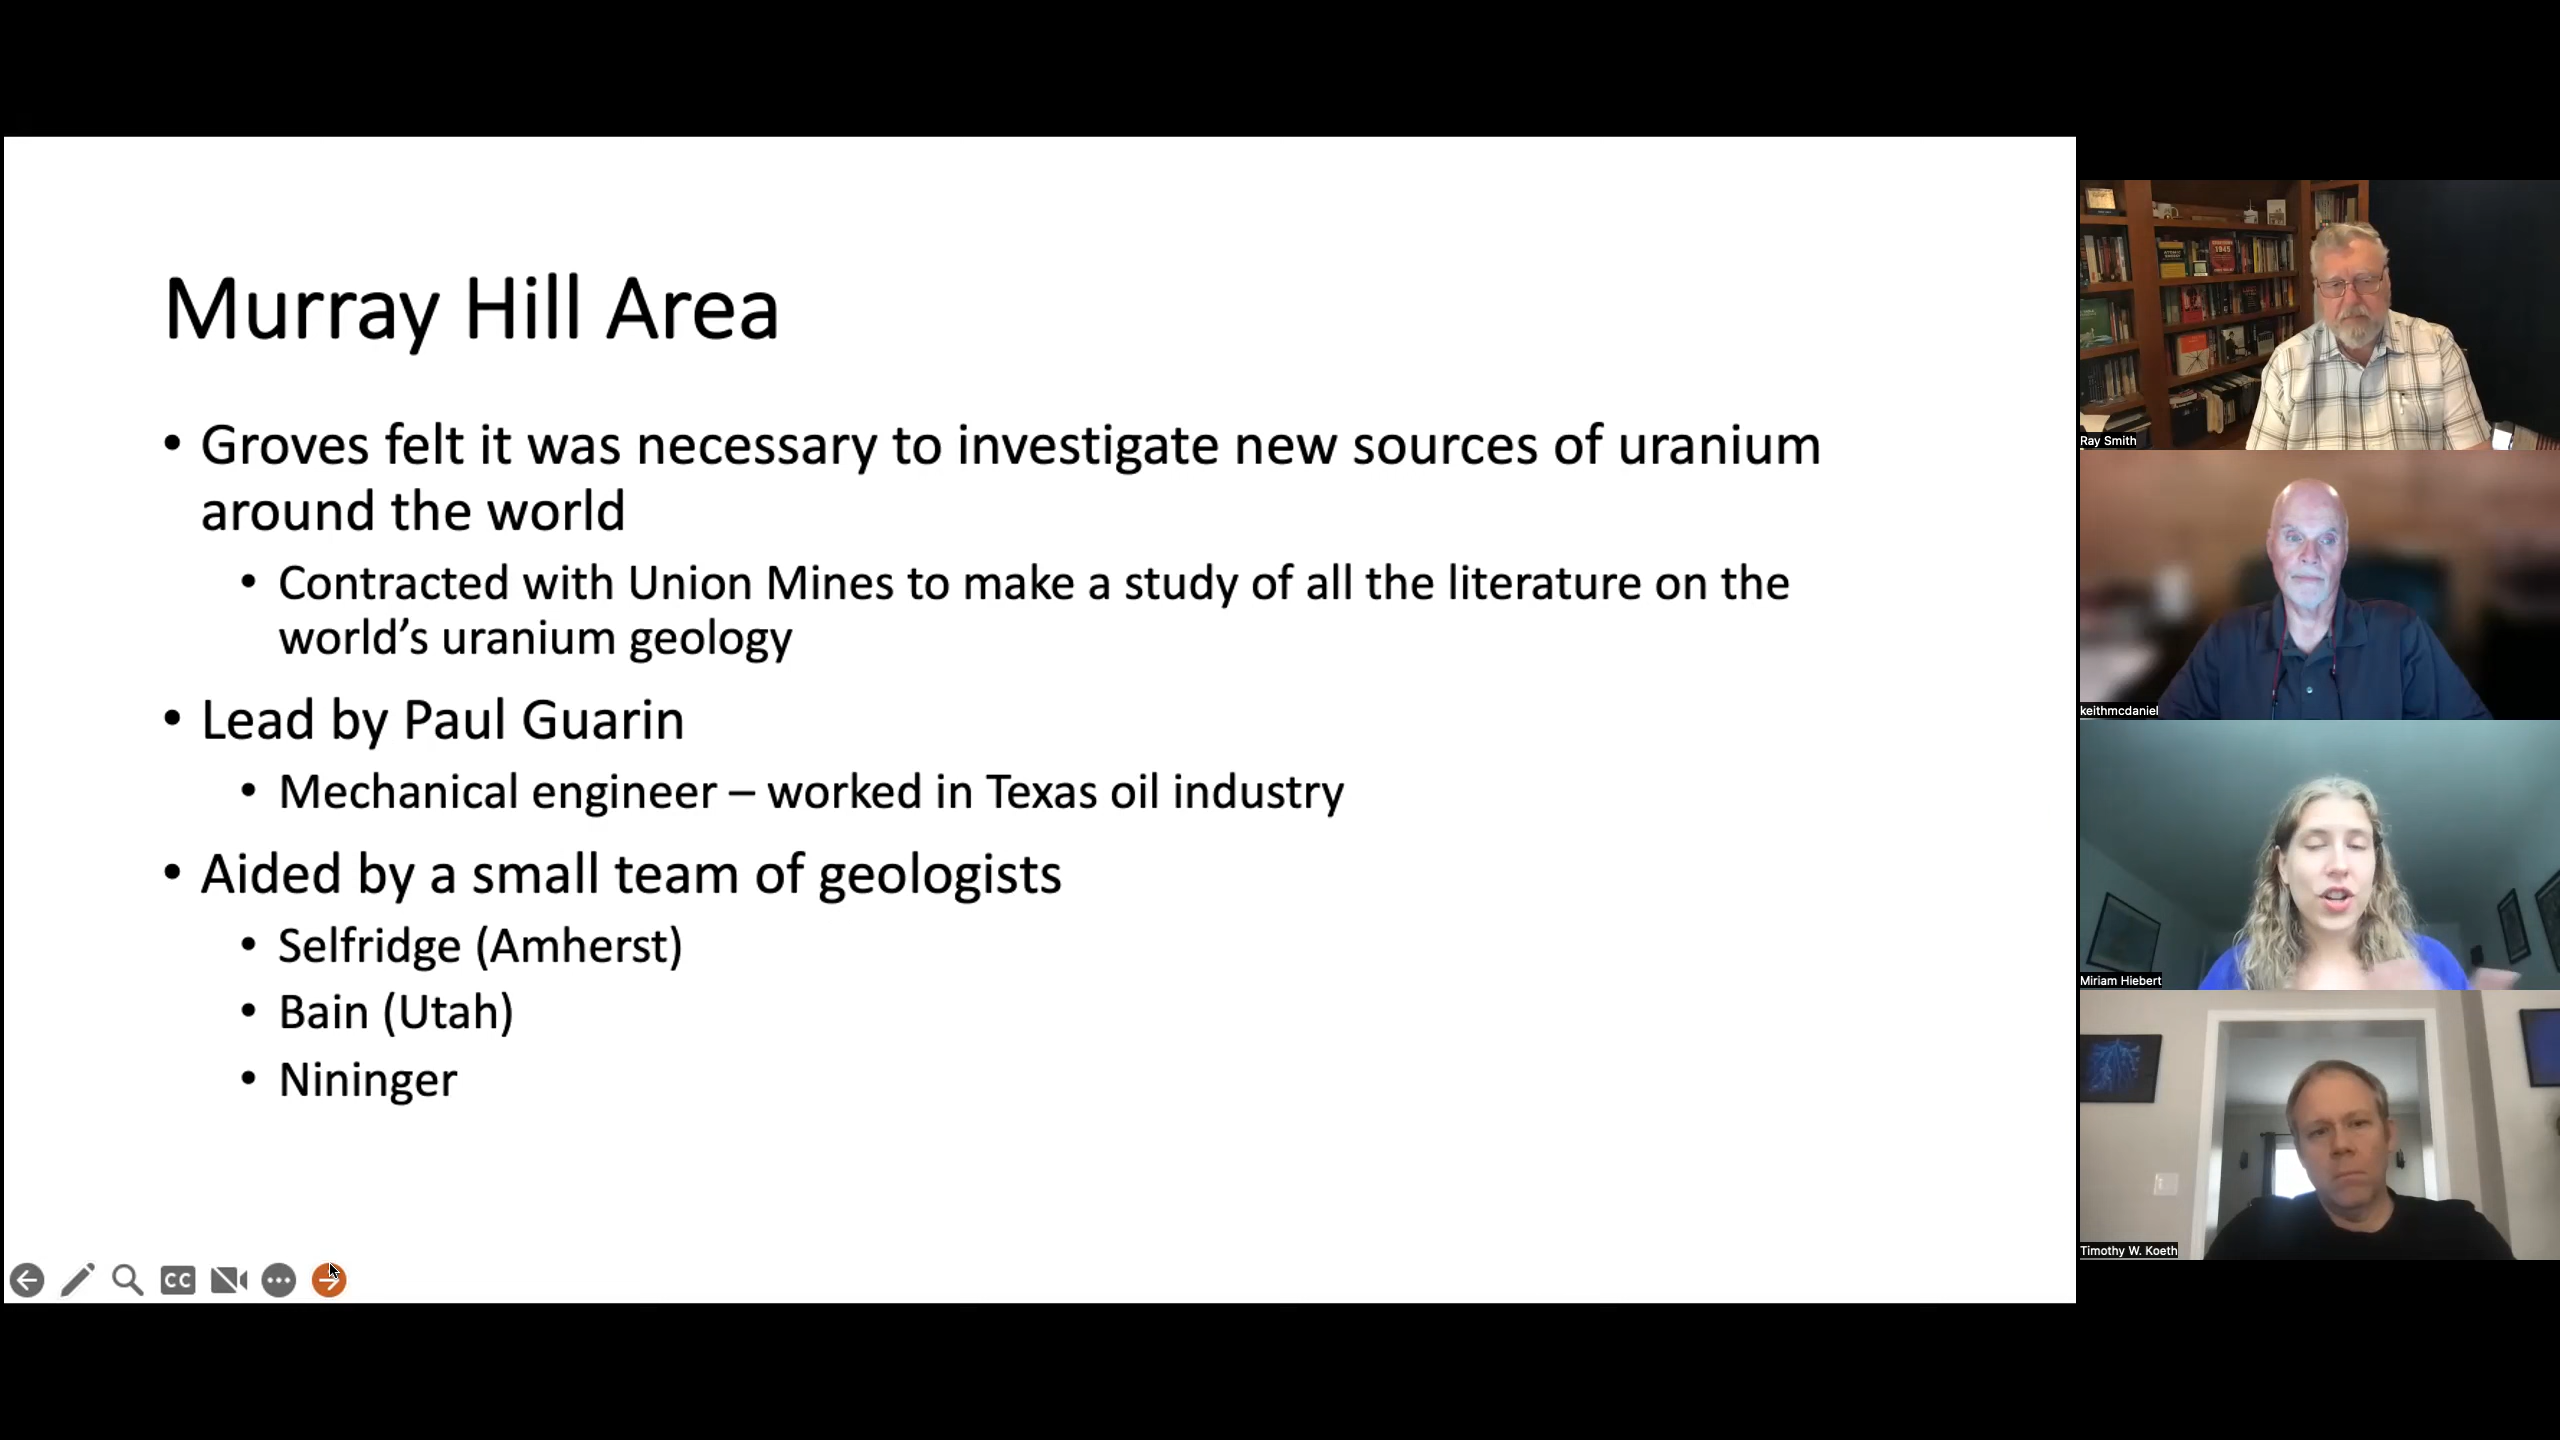 Murray Hill Area
• Groves felt it was necessary to investigate new sources of uranium
around the world
• Contracted with Union Mines to make a study of all the literature on the
world’s uranium geology
• Lead by Paul Guarin
• Mechanical engineer – worked in Texas oil industry
• Aided by a small team of geologists
• Selfridge (Amherst)
• Bain (Utah)
• Nininger
CC
1945
Ray Smith
keithmcdaniel
Miriam Hiebert
Timothy W. Koeth